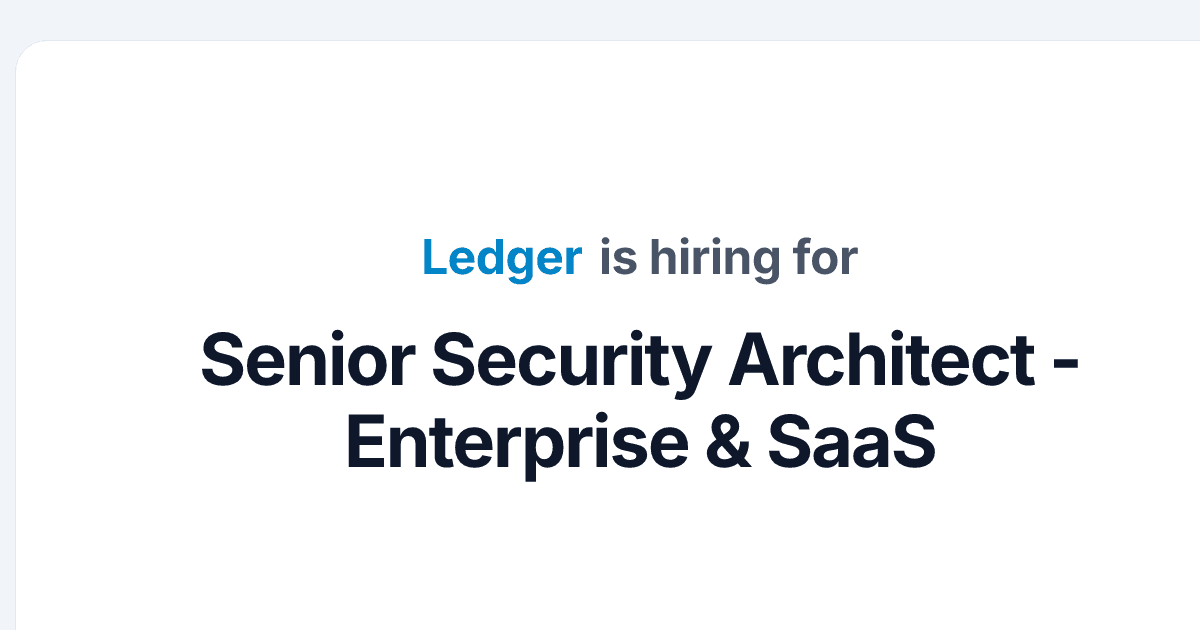 Ledger is hiring for
Senior Security Architect -
Enterprise & SaaS